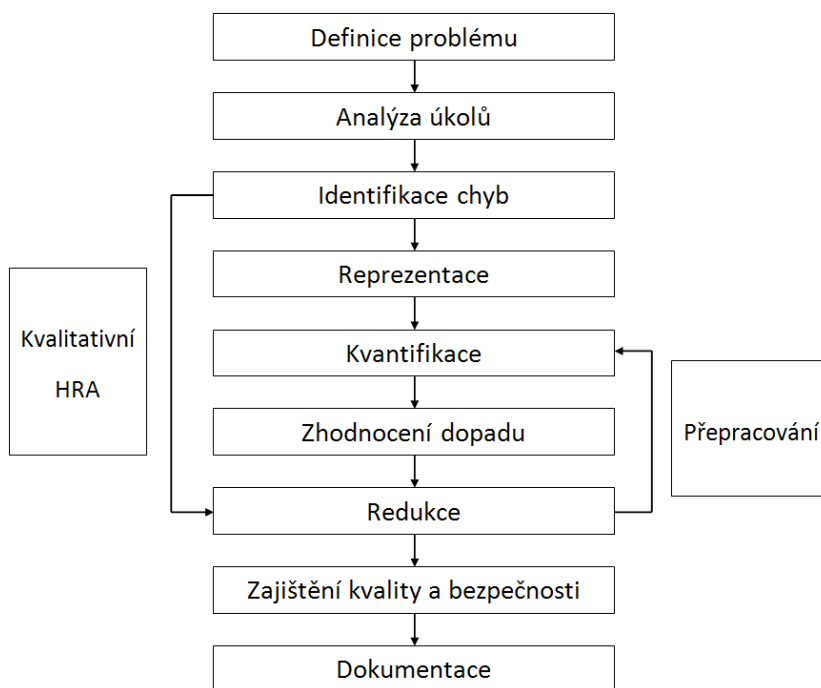 Definice problému
Analýza úkolů
Identifikace chyb
Reprezentace
Kvalitativní
HRA
Kvantifikace
Zhodnocení dopadu
Přepracování
Redukce
Zajištění kvality a bezpečnosti
Dokumentace